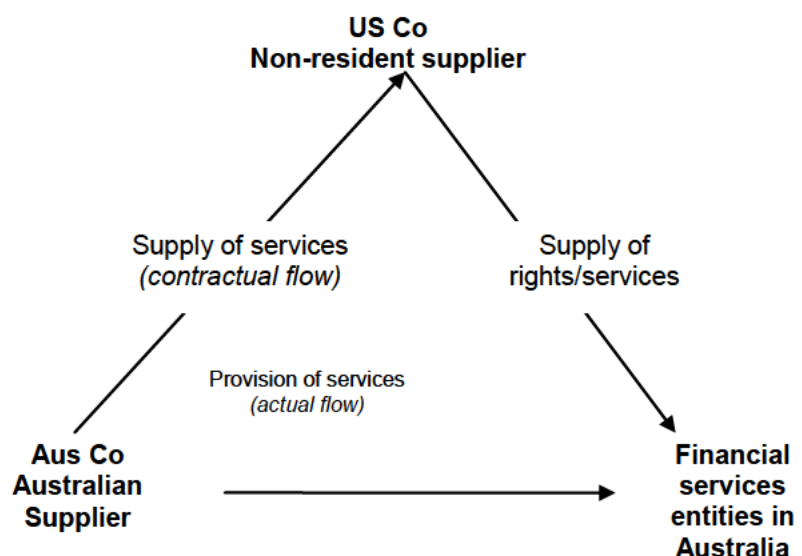 US Co
Non-resident supplier
Supply of services
(contractual flow)
Supply of
rights/services
Provision of services
(actual flow)
Aus Co
Australian
Supplier
Financial
services
entities in
Australia